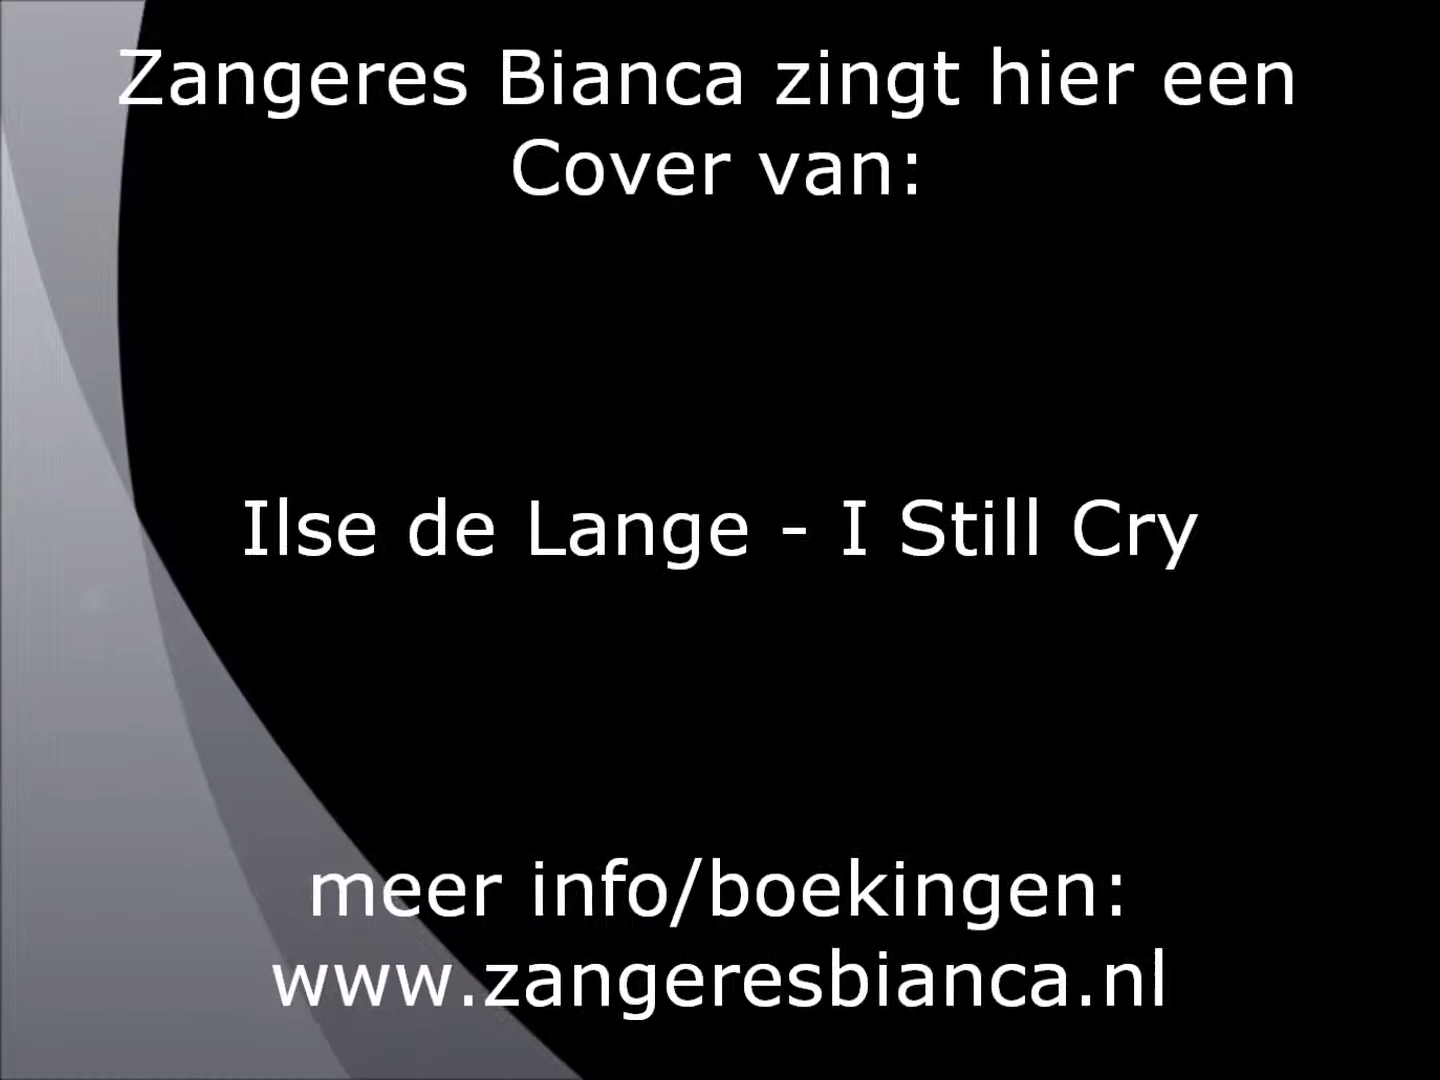 Zangeres Bianca zingt hier een
Cover van:
Ilse de Lange - I Still Cry
meer info/boekingen:
www.zangeresbianca.nl